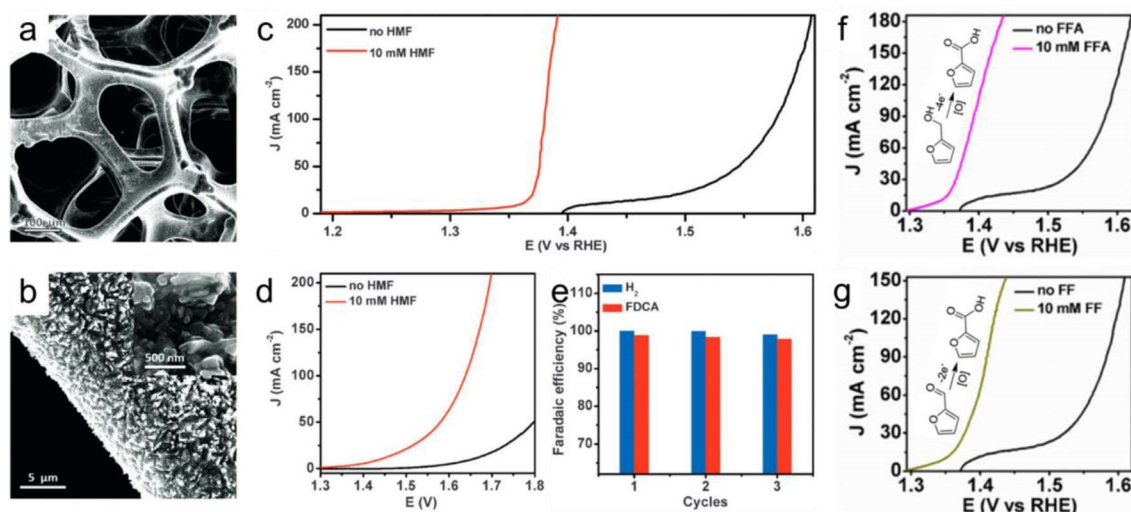 a
100 µm
c
200
150
100
50
0
J (mA cm⁻²)
no HMF
10 mM HMF
1.2
1.3
1.4
1.5
1.6
E (V vs RHE)
f
180
150
120
90
60
30
0
J (mA cm⁻²)
no FFA
10 mM FFA
OH
-4e⁻
[O]
O
O
OH
O
1.3
1.4
1.5
1.6
E (V vs RHE)
b
500 nm
5 µm
d
200
150
100
50
0
J (mA cm⁻²)
no HMF
10 mM HMF
1.3
1.4
1.5
1.6
1.7
1.8
E (V)
e
110
100
90
80
70
Faradaic efficiency (%)
H₂
FDCA
1
2
3
Cycles
g
150
120
90
60
30
0
J (mA cm⁻²)
no FF
10 mM FF
O
-2e⁻
[O]
O
O
OH
O
1.3
1.4
1.5
1.6
E (V vs RHE)